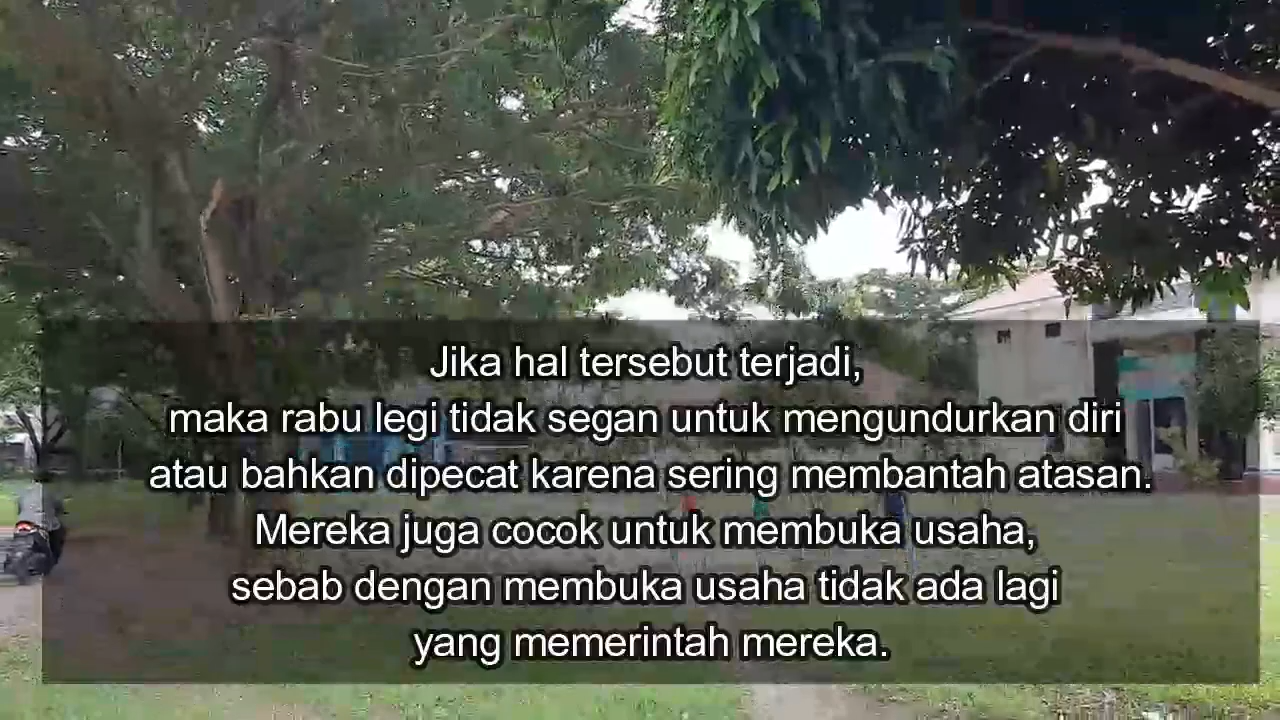 Jika hal tersebut terjadi,
maka rabu legi tidak segan untuk mengundurkan diri
atau bahkan dipecat karena sering membantah atasan.
Mereka juga cocok untuk membuka usaha,
sebab dengan membuka usaha tidak ada lagi
yang memerintah mereka.